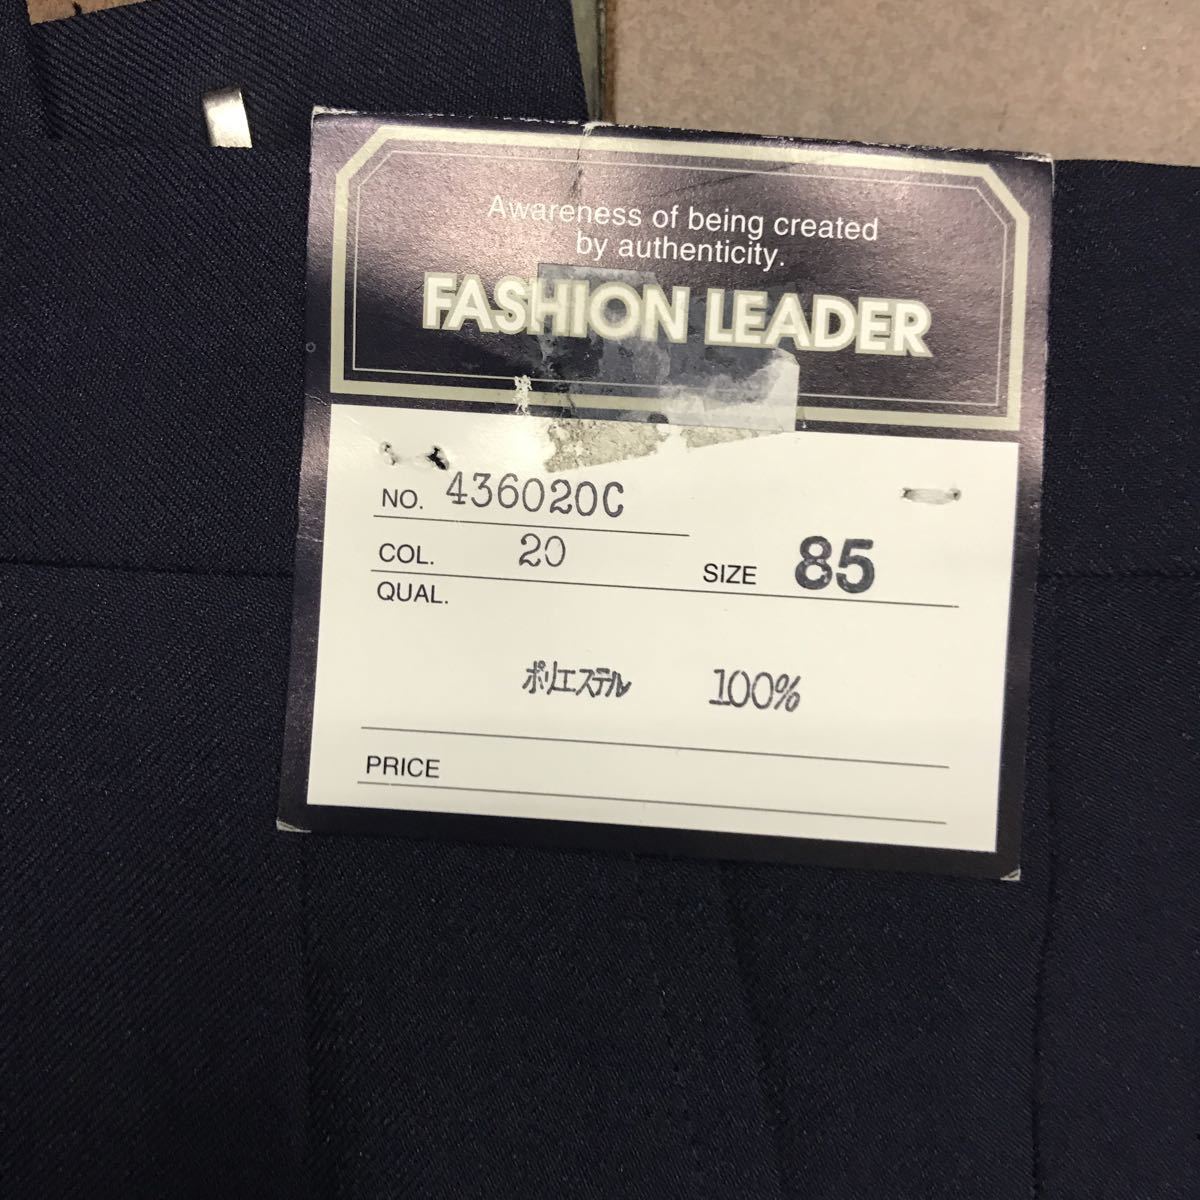 Awareness of being created
by authenticity.
FASHION LEADER
NO. 436020C
COL. 20
SIZE 85
QUAL.
ポリエステル 100%
PRICE